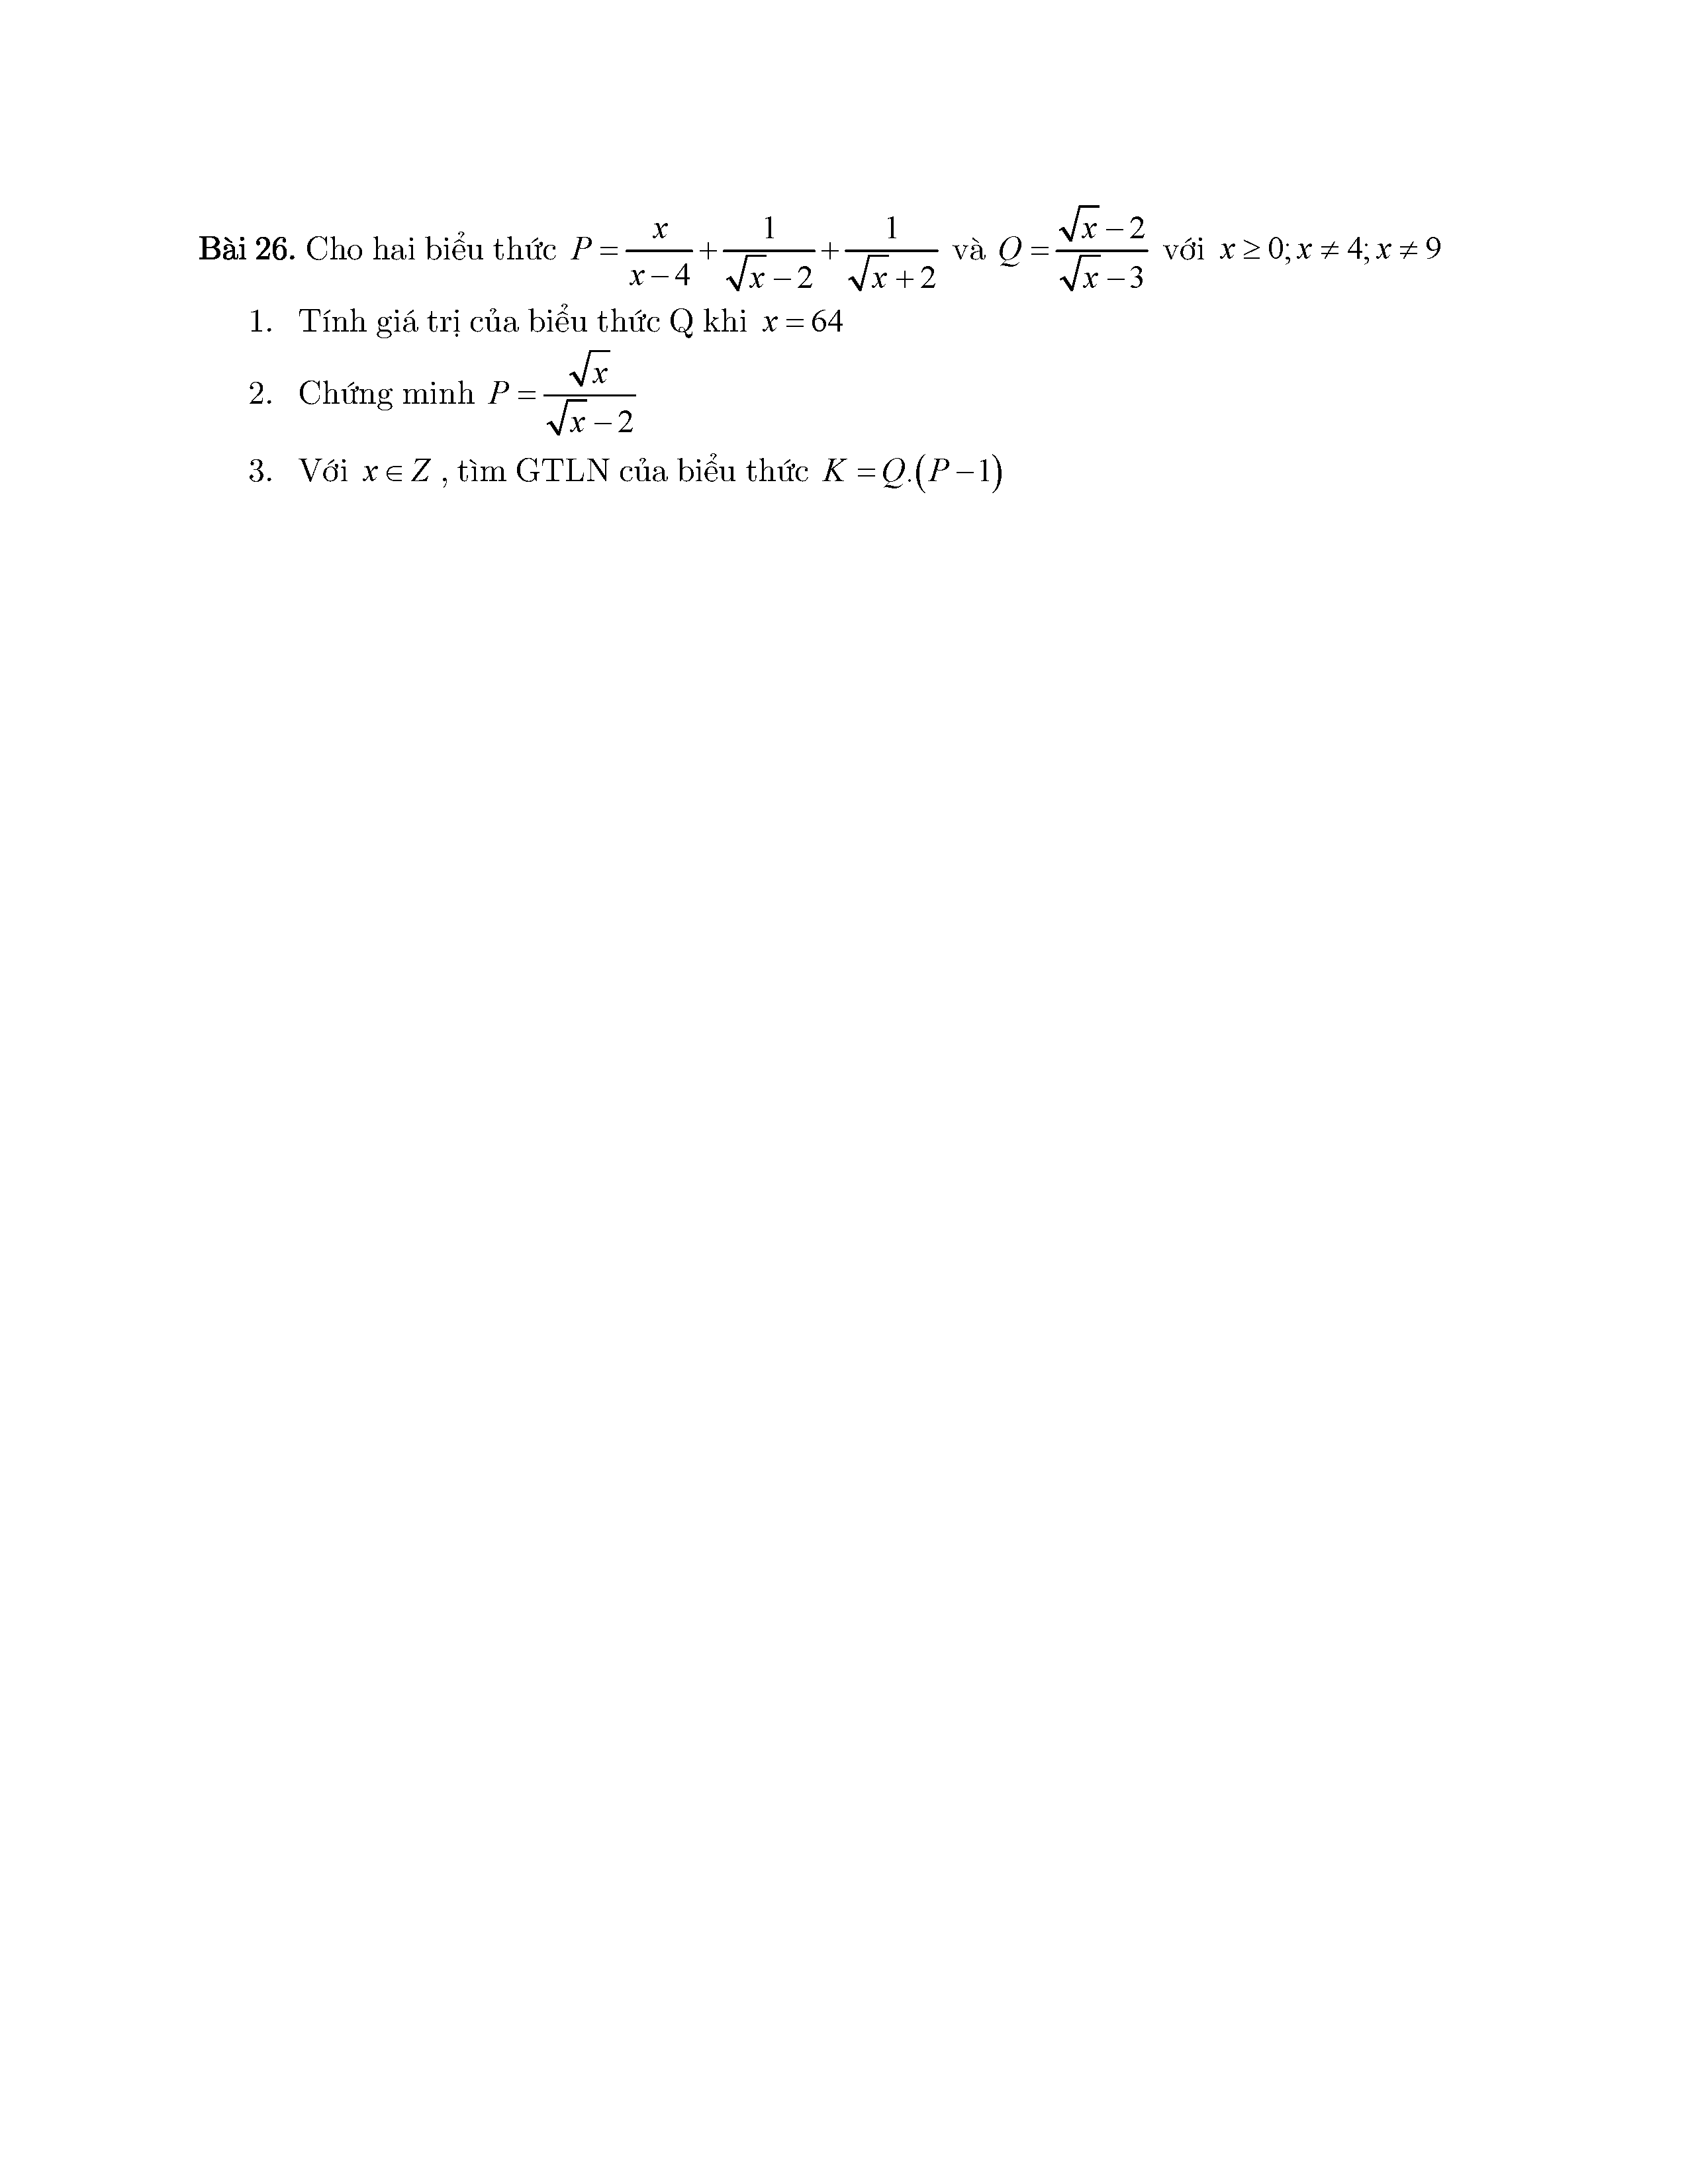 Bài 26. Cho hai biểu thức $P = \frac{x}{x-4} + \frac{1}{\sqrt{x}-2} + \frac{1}{\sqrt{x}+2}$ và $Q = \frac{\sqrt{x}-2}{\sqrt{x}-3}$ với $x \geq 0; x \neq 4; x \neq 9$
1. Tính giá trị của biểu thức Q khi $x = 64$
2. Chứng minh $P = \frac{\sqrt{x}}{\sqrt{x}-2}$
3. Với $x \in Z$ , tìm GTLN của biểu thức $K = Q.(P-1)$